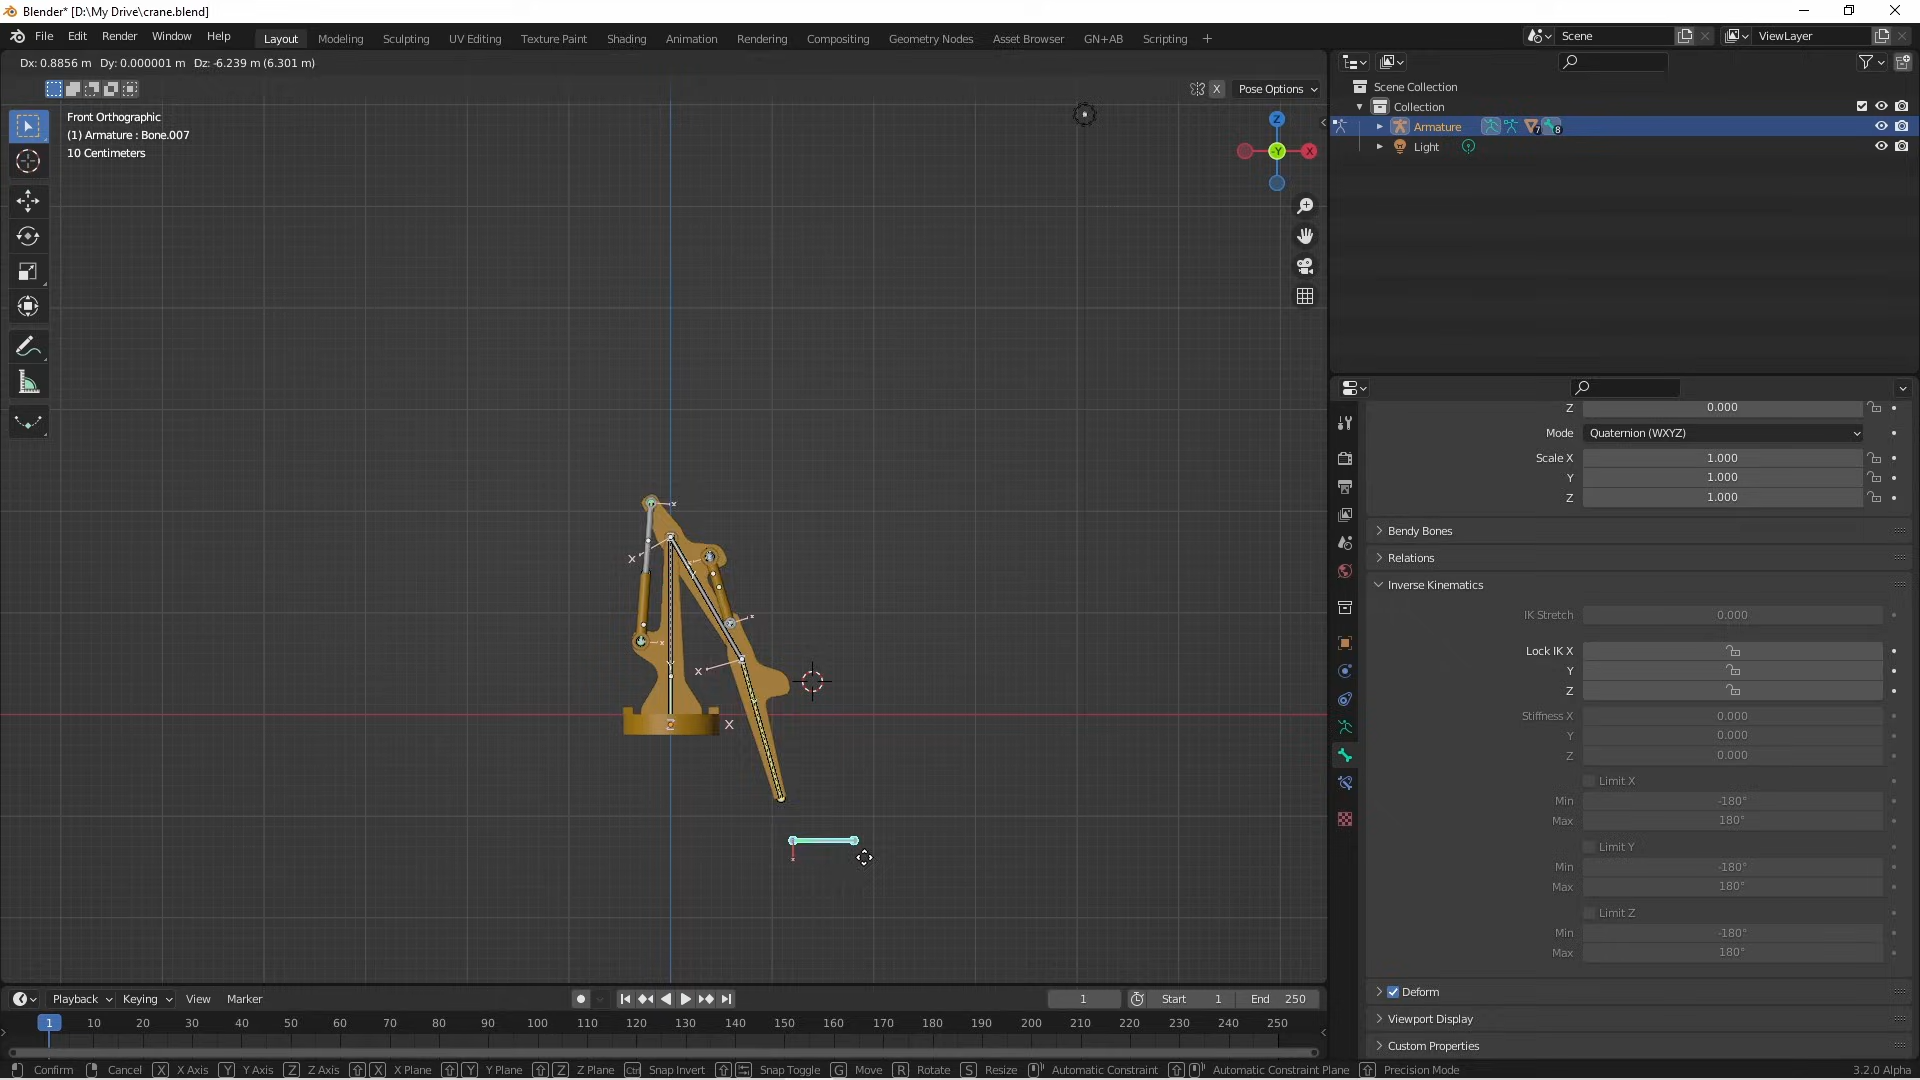 Blender* [D:\My Drive\crane.blend]
File Edit Render Window Help Layout Modeling Sculpting UV Editing Texture Paint Shading Animation Rendering Compositing Geometry Nodes Asset Browser GN+AB Scripting + Scene ViewLayer
Dx: 0.8856 m Dy: 0.000001 m Dz: -6.239 m (6.301 m)
X Pose Options
Front Orthographic
(1) Armature : Bone.007
10 Centimeters
Z
-Y
X
Scene Collection
Collection
Armature 7 8
Light
Z 0.000
Mode Quaternion (WXYZ)
Scale X 1.000
Y 1.000
Z 1.000
Bendy Bones
Relations
Inverse Kinematics
IK Stretch 0.000
Lock IK X
Y
Z
Stiffness X 0.000
Y 0.000
Z 0.000
Limit X
Min -180°
Max 180°
Limit Y
Min -180°
Max 180°
Limit Z
Min -180°
Max 180°
Deform
Viewport Display
Custom Properties
x
X
x
x
X
X
Playback Keying View Marker 1 Start 1 End 250
1 10 20 30 40 50 60 70 80 90 100 110 120 130 140 150 160 170 180 190 200 210 220 230 240 250
Confirm Cancel X X Axis Y Y Axis Z Z Axis X X Plane Y Y Plane Z Z Plane Ctrl Snap Invert Snap Toggle G Move R Rotate S Resize Automatic Constraint Automatic Constraint Plane Precision Mode 3.2.0 Alpha